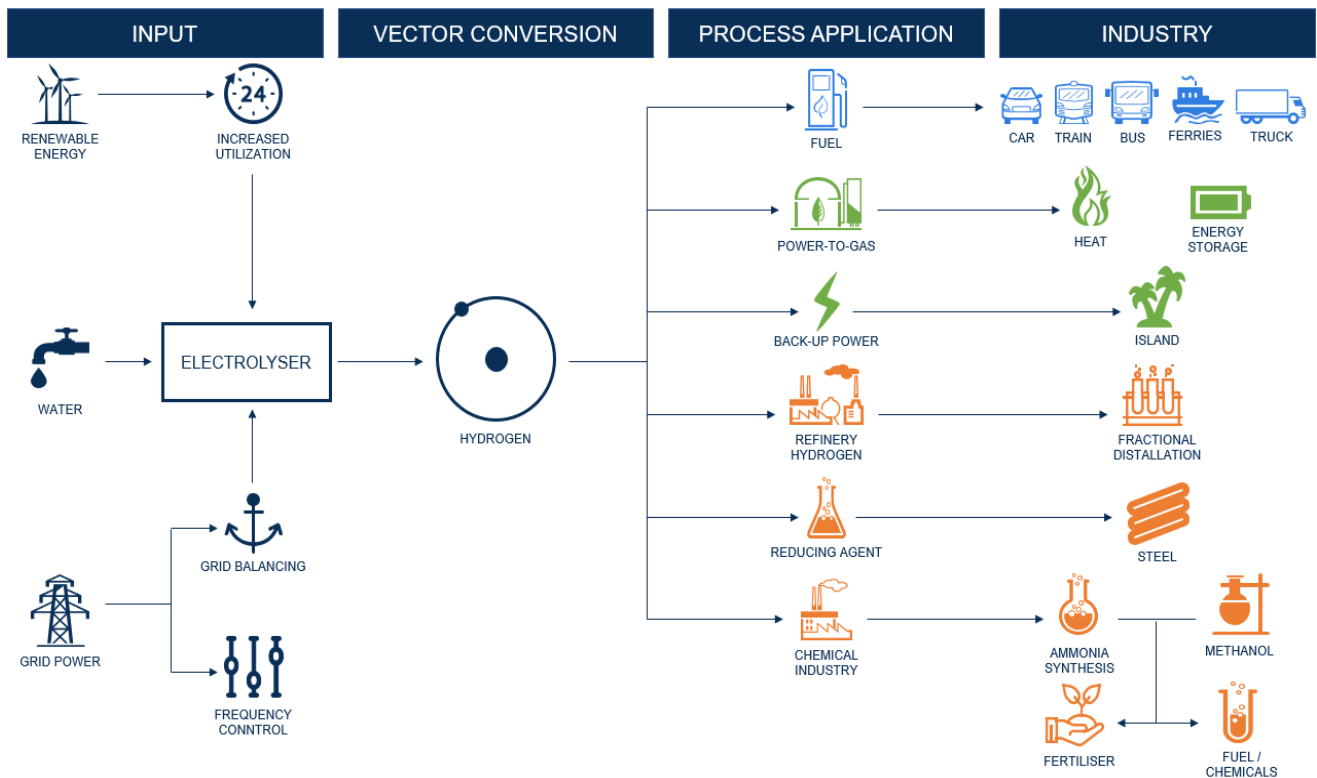 INPUT
VECTOR CONVERSION
PROCESS APPLICATION
INDUSTRY
24
RENEWABLE
ENERGY
INCREASED
UTILIZATION
FUEL
CAR
TRAIN
BUS
FERRIES
TRUCK
POWER-TO-GAS
HEAT
ENERGY
STORAGE
BACK-UP POWER
ISLAND
WATER
ELECTROLYSER
HYDROGEN
REFINERY
HYDROGEN
FRACTIONAL
DISTALLATION
REDUCING AGENT
STEEL
GRID BALANCING
GRID POWER
FREQUENCY
CONNTROL
CHEMICAL
INDUSTRY
AMMONIA
SYNTHESIS
METHANOL
FERTILISER
FUEL /
CHEMICALS